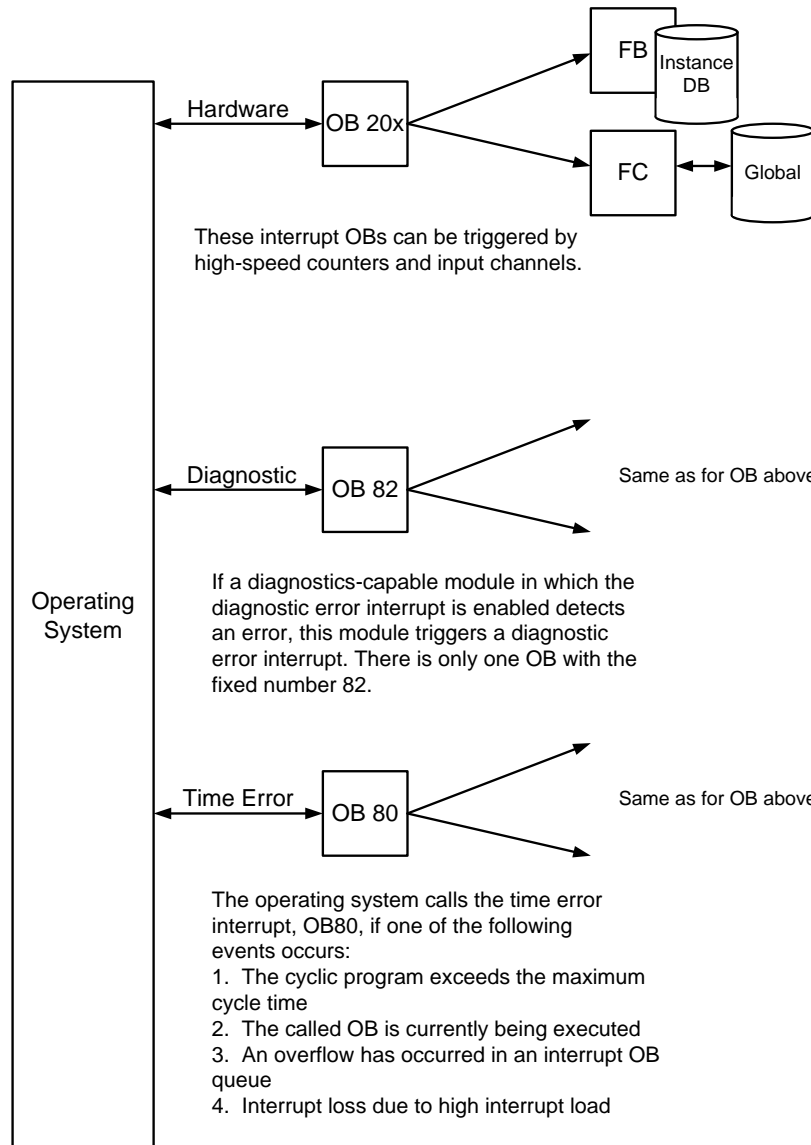 FB
Instance
DB
Hardware
OB 20x
FC
Global
These interrupt OBs can be triggered by
high-speed counters and input channels.
Diagnostic
OB 82
Same as for OB above
Operating
System
If a diagnostics-capable module in which the
diagnostic error interrupt is enabled detects
an error, this module triggers a diagnostic
error interrupt. There is only one OB with the
fixed number 82.
Time Error
OB 80
Same as for OB above
The operating system calls the time error
interrupt, OB80, if one of the following
events occurs:
1. The cyclic program exceeds the maximum
cycle time
2. The called OB is currently being executed
3. An overflow has occurred in an interrupt OB
queue
4. Interrupt loss due to high interrupt load